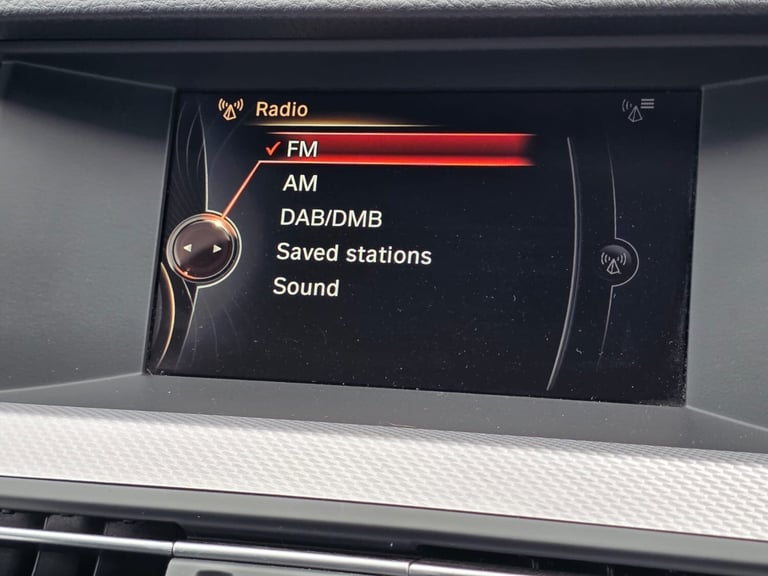 Radio
FM
AM
DAB/DMB
Saved stations
Sound